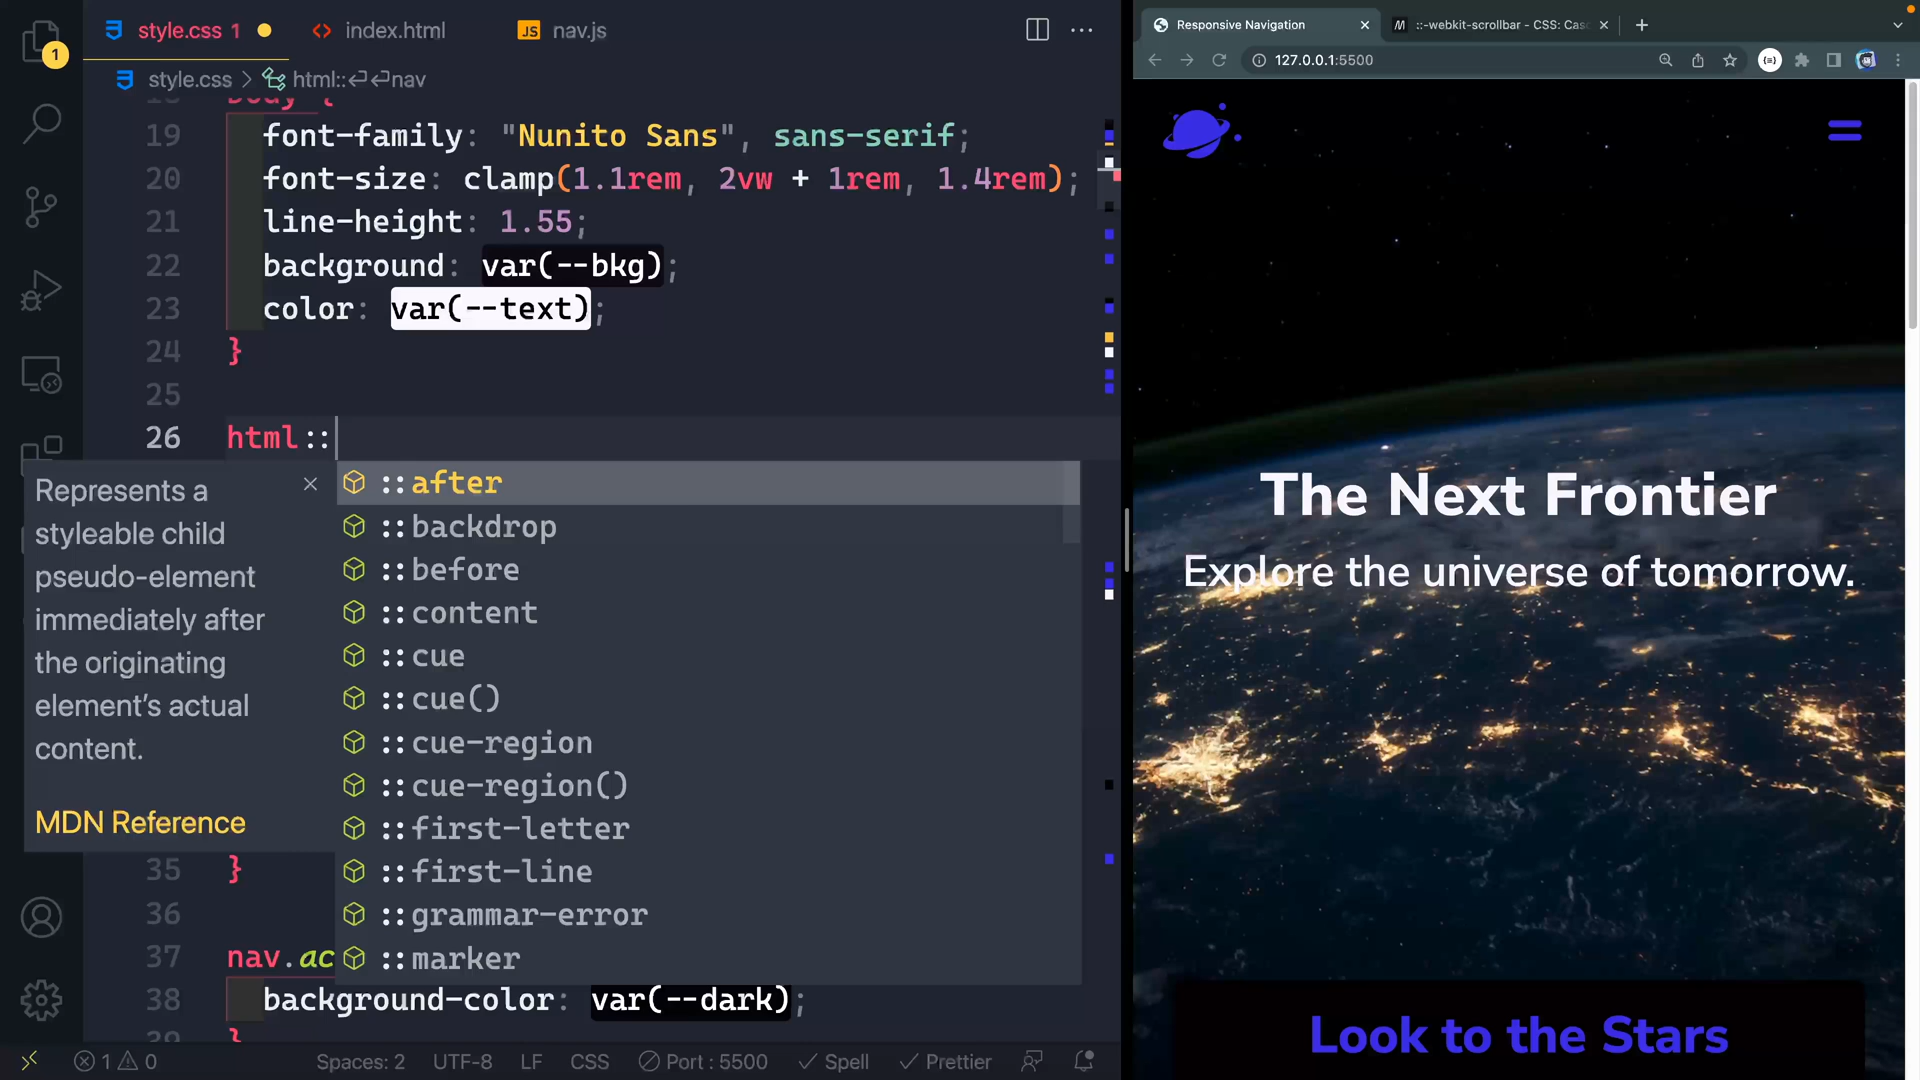 style.css 1
index.html
JS nav.js
1
style.css > html::↵↵nav
body {
19 font-family: "Nunito Sans", sans-serif;
20 font-size: clamp(1.1rem, 2vw + 1rem, 1.4rem);
21 line-height: 1.55;
22 background: var(--bkg);
23 color: var(--text);
24 }
25
26 html::
Represents a
styleable child
pseudo-element
immediately after
the originating
element's actual
content.
MDN Reference
::after
::backdrop
::before
::content
::cue
::cue()
::cue-region
::cue-region()
::first-letter
::first-line
::grammar-error
::marker
35 }
36
37 nav.ac
38 background-color: var(--dark);
1 0
Spaces: 2
UTF-8
LF
CSS
Port : 5500
Spell
Prettier
Responsive Navigation
::-webkit-scrollbar - CSS: Casc
127.0.0.1:5500
The Next Frontier
Explore the universe of tomorrow.
Look to the Stars